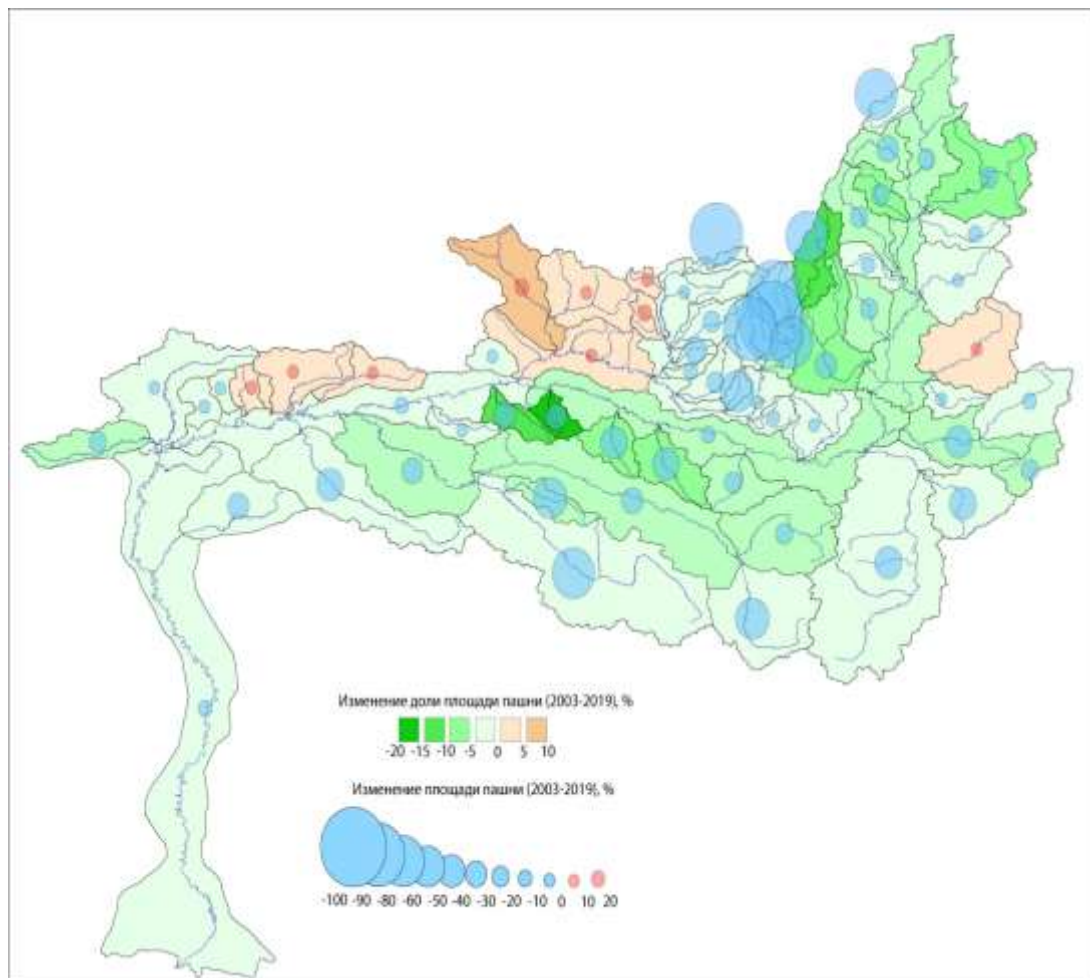 Изменение доли площади пашни (2003-2019), %
-20 -15 -10 -5 0 5 10
Изменение площади пашни (2003-2019), %
-100 -90 -80 -60 -50 -40 -30 -20 -10 0 10 20